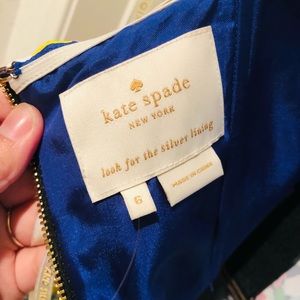 kate spade
NEW YORK
look for the silver lining
6
MADE IN CHINA